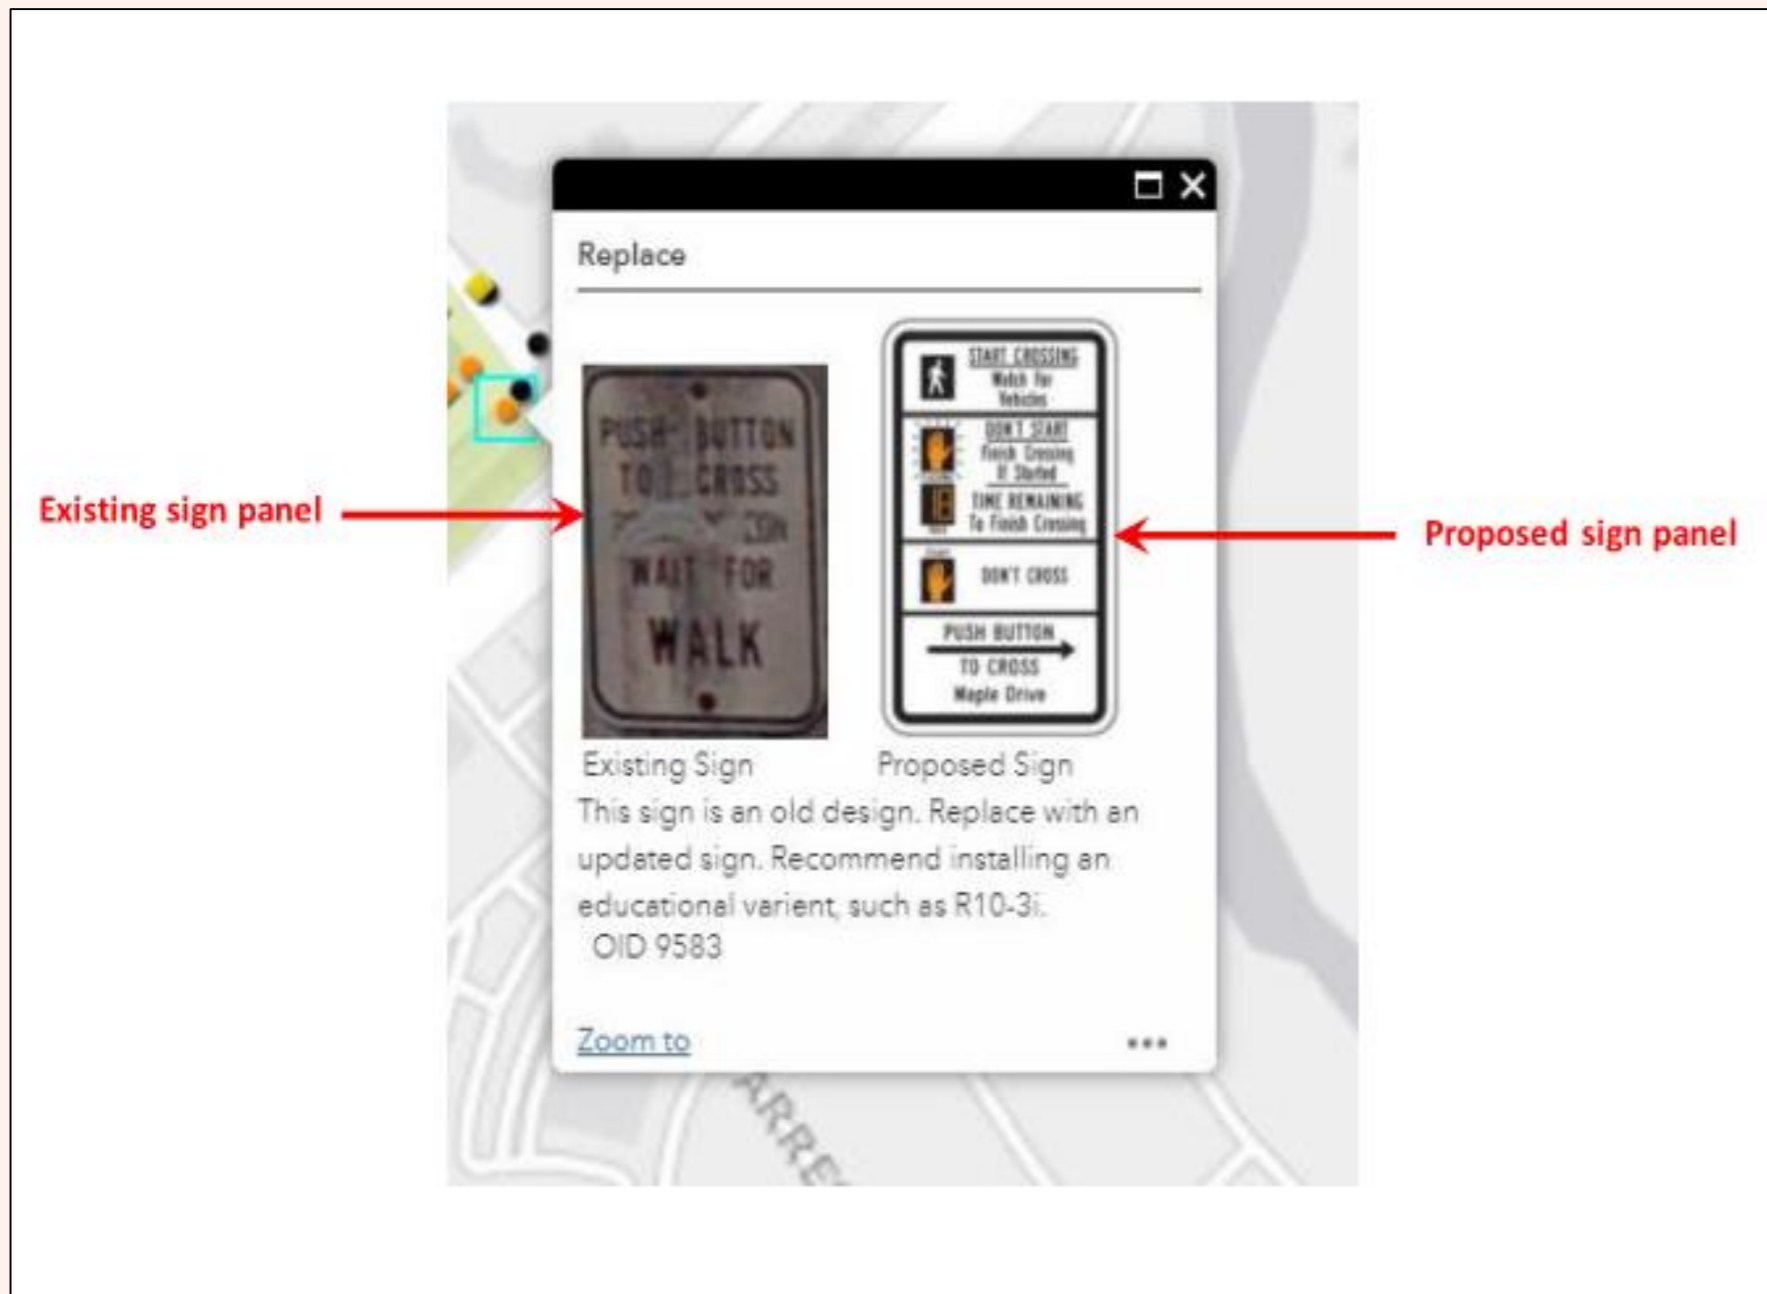 Replace
PUSH BUTTON
TO CROSS
WAIT FOR
WALK
START CROSSING
Watch For
Vehicles
DON'T START
Finish Crossing
If Started
TIME REMAINING
To Finish Crossing
DON'T CROSS
PUSH BUTTON
TO CROSS
Maple Drive
Existing sign panel
Proposed sign panel
Existing Sign
Proposed Sign
This sign is an old design. Replace with an
updated sign. Recommend installing an
educational varient, such as R10-3i.
OID 9583
Zoom to
ARRE